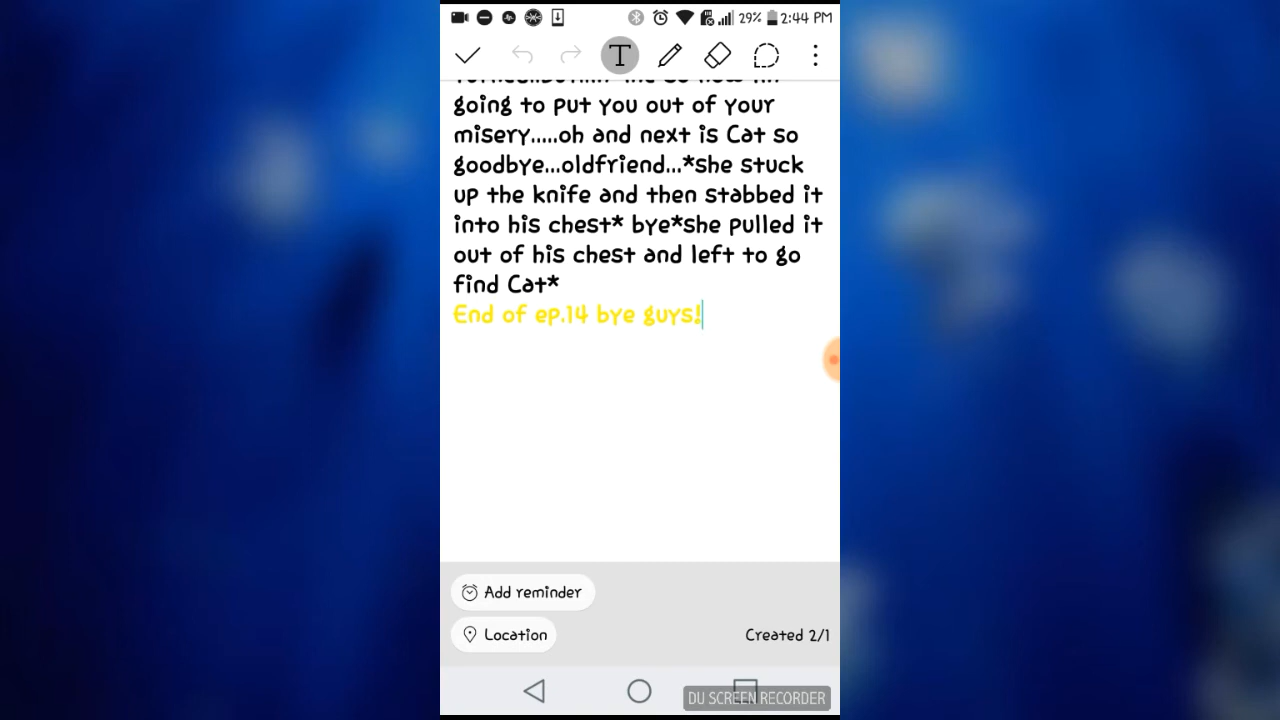 29% 2:44 PM
T
going to put you out of your
misery.....oh and next is Cat so
goodbye...oldfriend...*she stuck
up the knife and then stabbed it
into his chest* bye*she pulled it
out of his chest and left to go
find Cat*
End of ep.14 bye guys!
Add reminder
Location
Created 2/1
DU SCREEN RECORDER